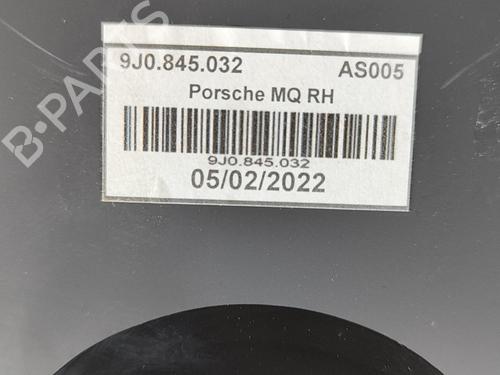 9J0.845.032 AS005
Porsche MQ RH
9J0.845.032
05/02/2022
B-PARTS